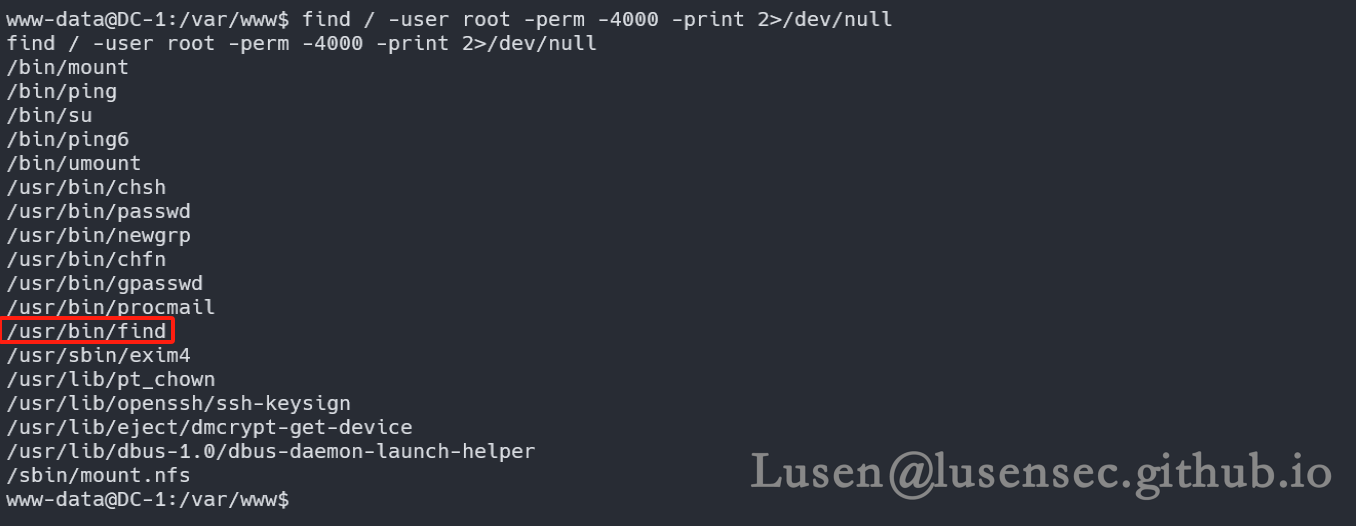 www-data@DC-1:/var/www$ find / -user root -perm -4000 -print 2>/dev/null
find / -user root -perm -4000 -print 2>/dev/null
/bin/mount
/bin/ping
/bin/su
/bin/ping6
/bin/umount
/usr/bin/chsh
/usr/bin/passwd
/usr/bin/newgrp
/usr/bin/chfn
/usr/bin/gpasswd
/usr/bin/procmail
/usr/bin/find
/usr/sbin/exim4
/usr/lib/pt_chown
/usr/lib/openssh/ssh-keysign
/usr/lib/eject/dmcrypt-get-device
/usr/lib/dbus-1.0/dbus-daemon-launch-helper
/sbin/mount.nfs
www-data@DC-1:/var/www$
Lusen@lusensec.github.io